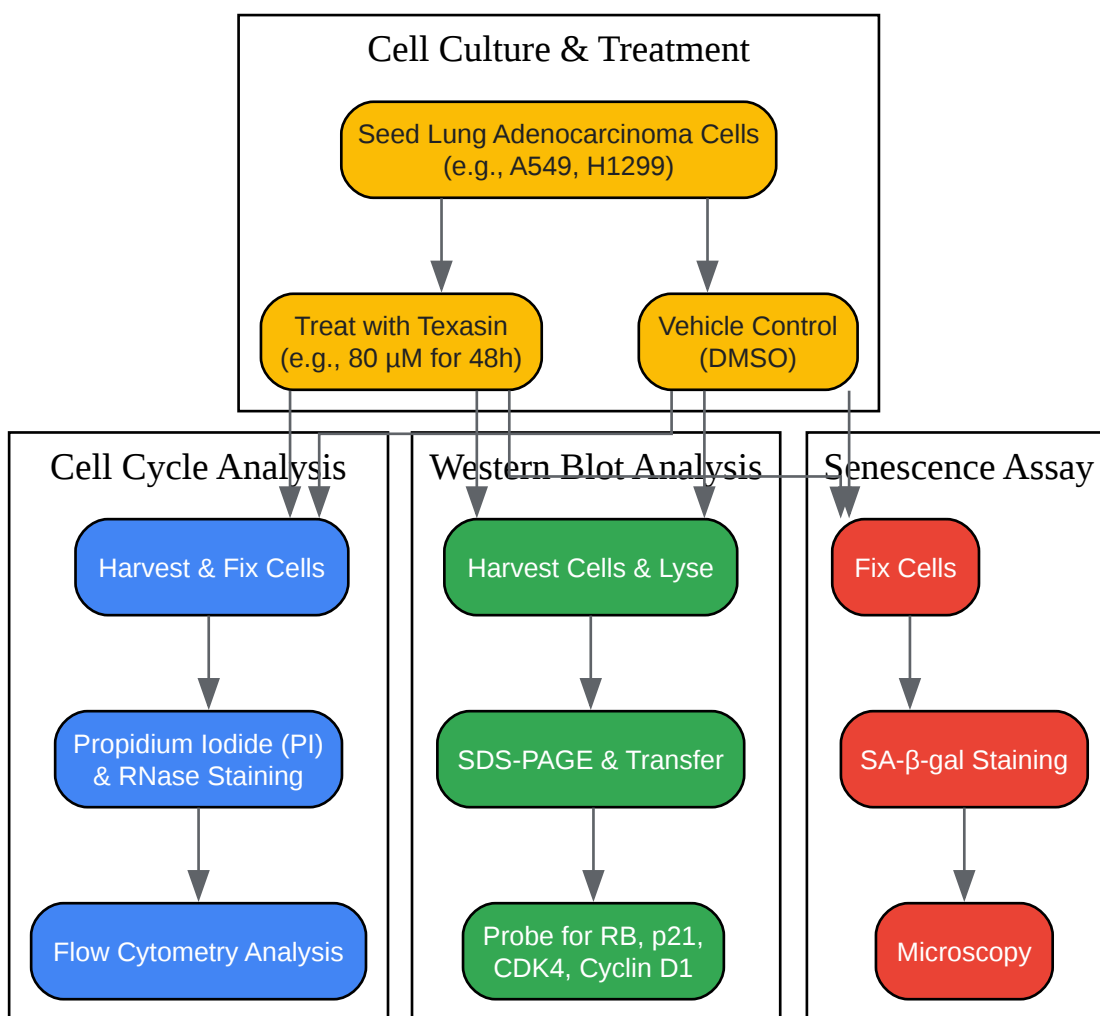 Cell Culture & Treatment
Seed Lung Adenocarcinoma Cells
(e.g., A549, H1299)
Treat with Texasin
(e.g., 80 µM for 48h)
Vehicle Control
(DMSO)
Cell Cycle Analysis
Harvest & Fix Cells
Propidium Iodide (PI)
& RNase Staining
Flow Cytometry Analysis
Western Blot Analysis
Harvest Cells & Lyse
SDS-PAGE & Transfer
Probe for RB, p21,
CDK4, Cyclin D1
Senescence Assay
Fix Cells
SA-β-gal Staining
Microscopy